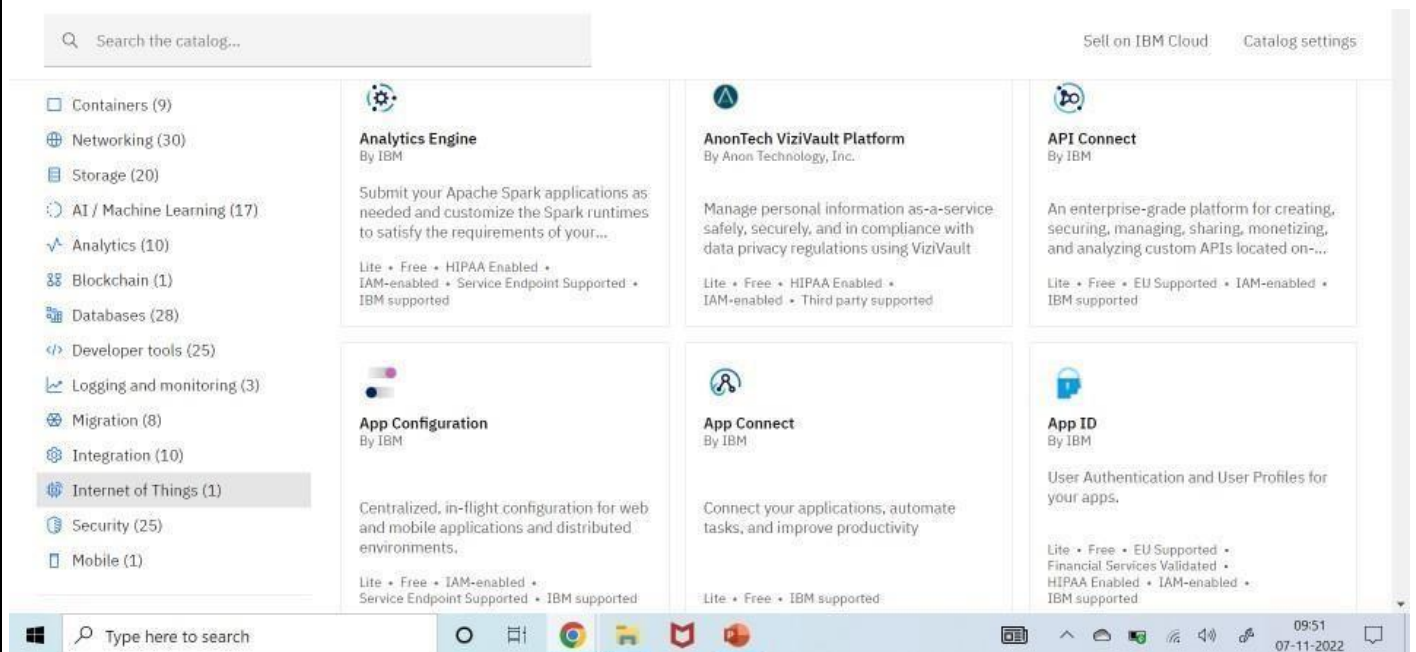 Search the catalog...
Sell on IBM Cloud
Catalog settings
Containers (9)
Networking (30)
Storage (20)
AI / Machine Learning (17)
Analytics (10)
Blockchain (1)
Databases (28)
Developer tools (25)
Logging and monitoring (3)
Migration (8)
Integration (10)
Internet of Things (1)
Security (25)
Mobile (1)
Analytics Engine
By IBM
Submit your Apache Spark applications as
needed and customize the Spark runtimes
to satisfy the requirements of your...
Lite • Free • HIPAA Enabled •
IAM-enabled • Service Endpoint Supported •
IBM supported
AnonTech ViziVault Platform
By Anon Technology, Inc.
Manage personal information as-a-service
safely, securely, and in compliance with
data privacy regulations using ViziVault
Lite • Free • HIPAA Enabled •
IAM-enabled • Third party supported
API Connect
By IBM
An enterprise-grade platform for creating,
securing, managing, sharing, monetizing,
and analyzing custom APIs located on-...
Lite • Free • EU Supported • IAM-enabled •
IBM supported
App Configuration
By IBM
Centralized, in-flight configuration for web
and mobile applications and distributed
environments.
Lite • Free • IAM-enabled •
Service Endpoint Supported • IBM supported
App Connect
By IBM
Connect your applications, automate
tasks, and improve productivity
Lite • Free • IBM supported
App ID
By IBM
User Authentication and User Profiles for
your apps.
Lite • Free • EU Supported •
Financial Services Validated •
HIPAA Enabled • IAM-enabled •
IBM supported
Type here to search
09:51
07-11-2022